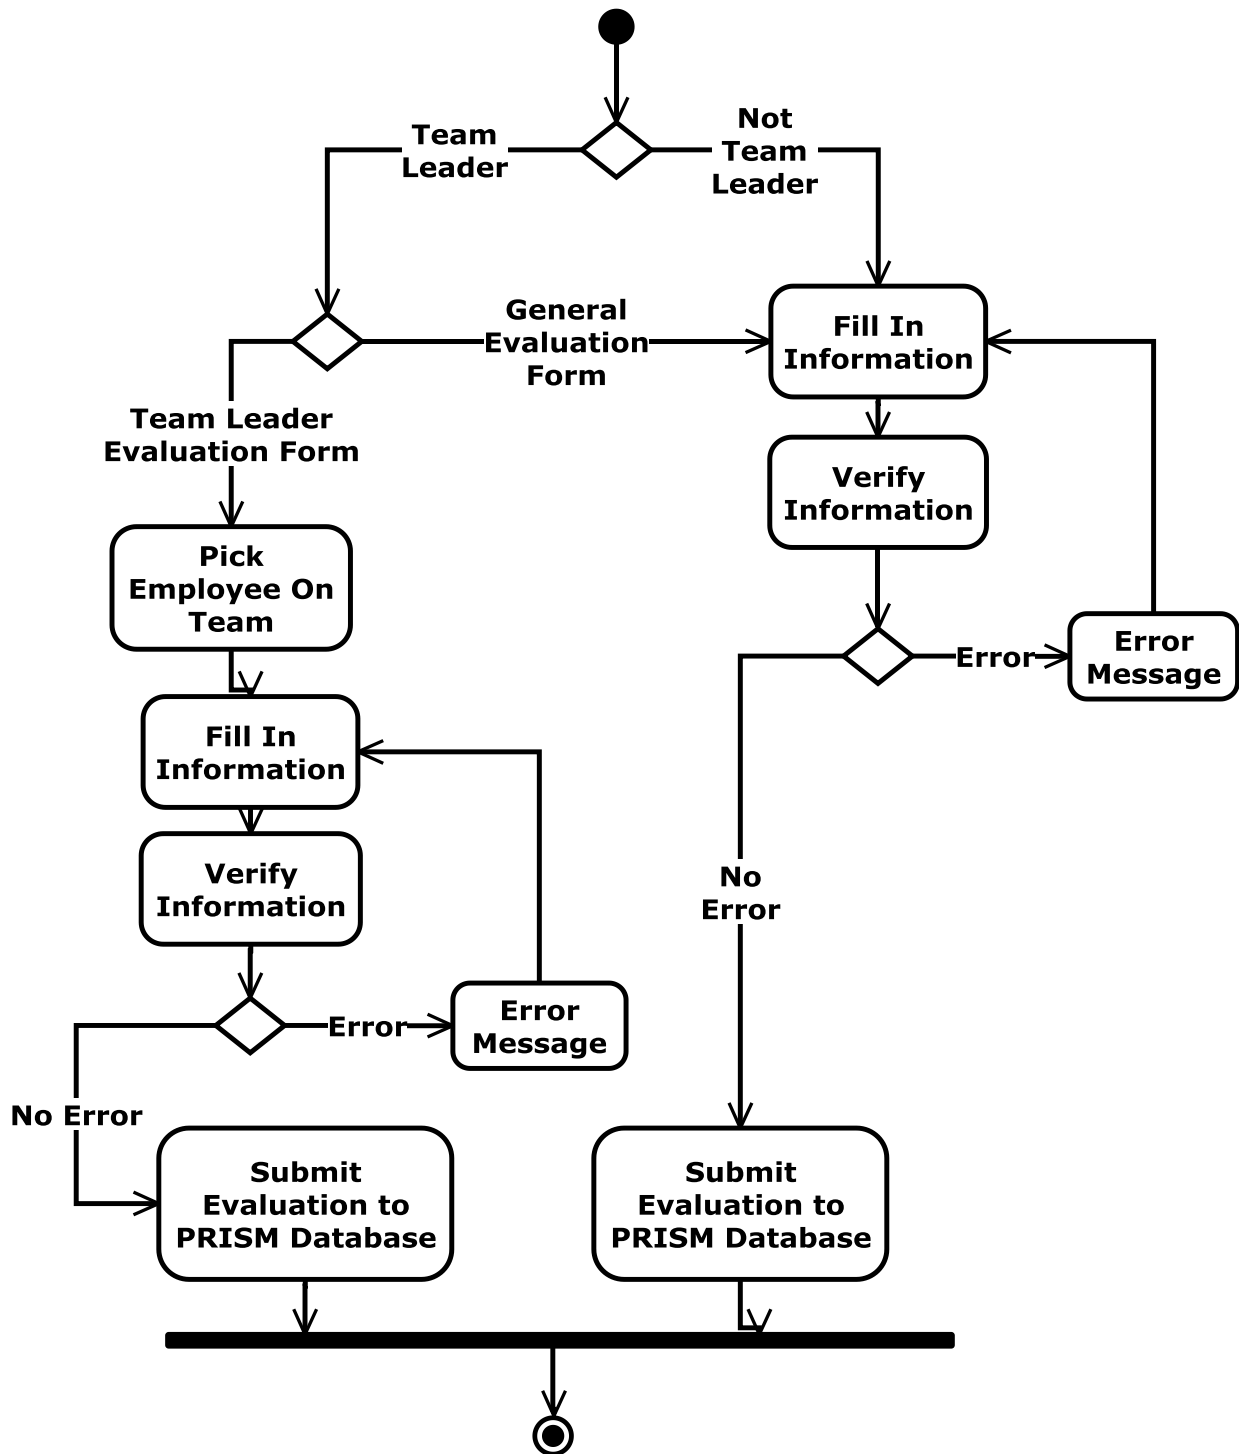 Team
Leader
Not
Team
Leader
General
Evaluation
Form
Fill In
Information
Team Leader
Evaluation Form
Verify
Information
Pick
Employee On
Team
Error
Error
Message
Fill In
Information
Verify
Information
No
Error
Error
Error
Message
No Error
Submit
Evaluation to
PRISM Database
Submit
Evaluation to
PRISM Database